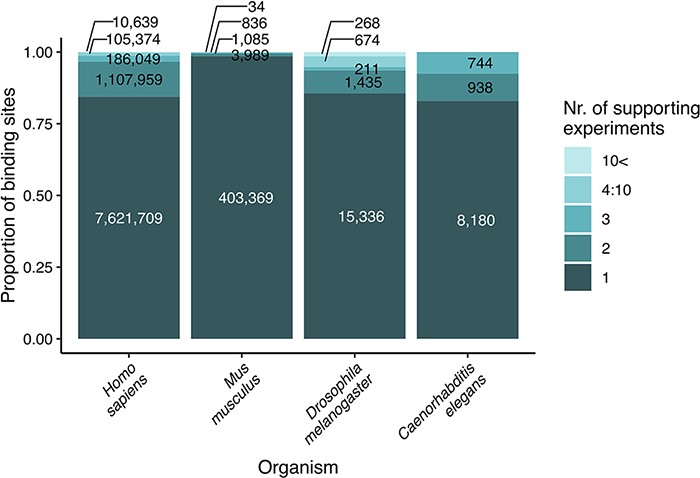 10,639
105,374
186,049
1,107,959
7,621,709
34
836
1,085
3,989
403,369
268
674
211
1,435
15,336
744
938
8,180
1.00
0.75
0.50
0.25
0.00
Proportion of binding sites
Homo
sapiens
Mus
musculus
Drosophila
melanogaster
Caenorhabditis
elegans
Organism
Nr. of supporting
experiments
10<
4:10
3
2
1